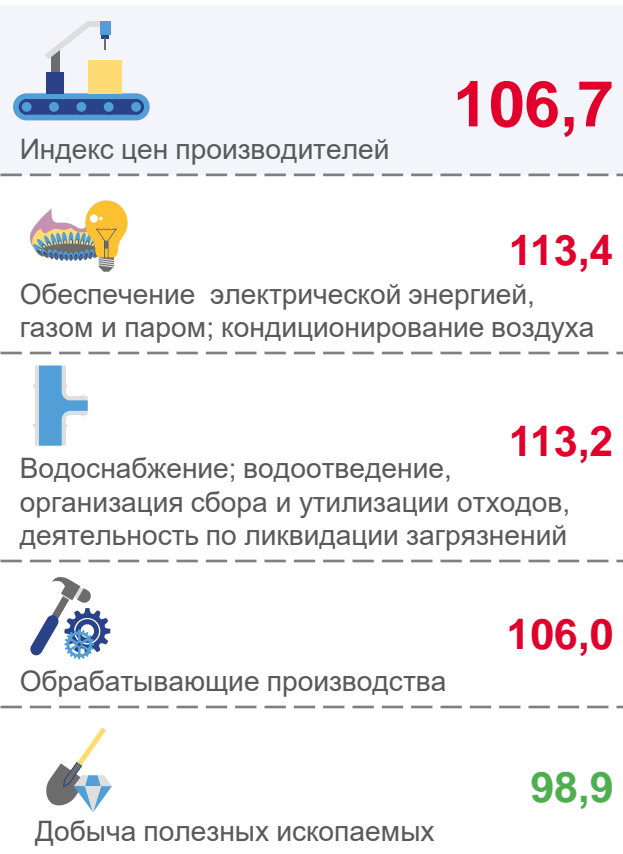 106,7
Индекс цен производителей
113,4
Обеспечение электрической энергией,
газом и паром; кондиционирование воздуха
113,2
Водоснабжение; водоотведение,
организация сбора и утилизации отходов,
деятельность по ликвидации загрязнений
106,0
Обрабатывающие производства
98,9
Добыча полезных ископаемых